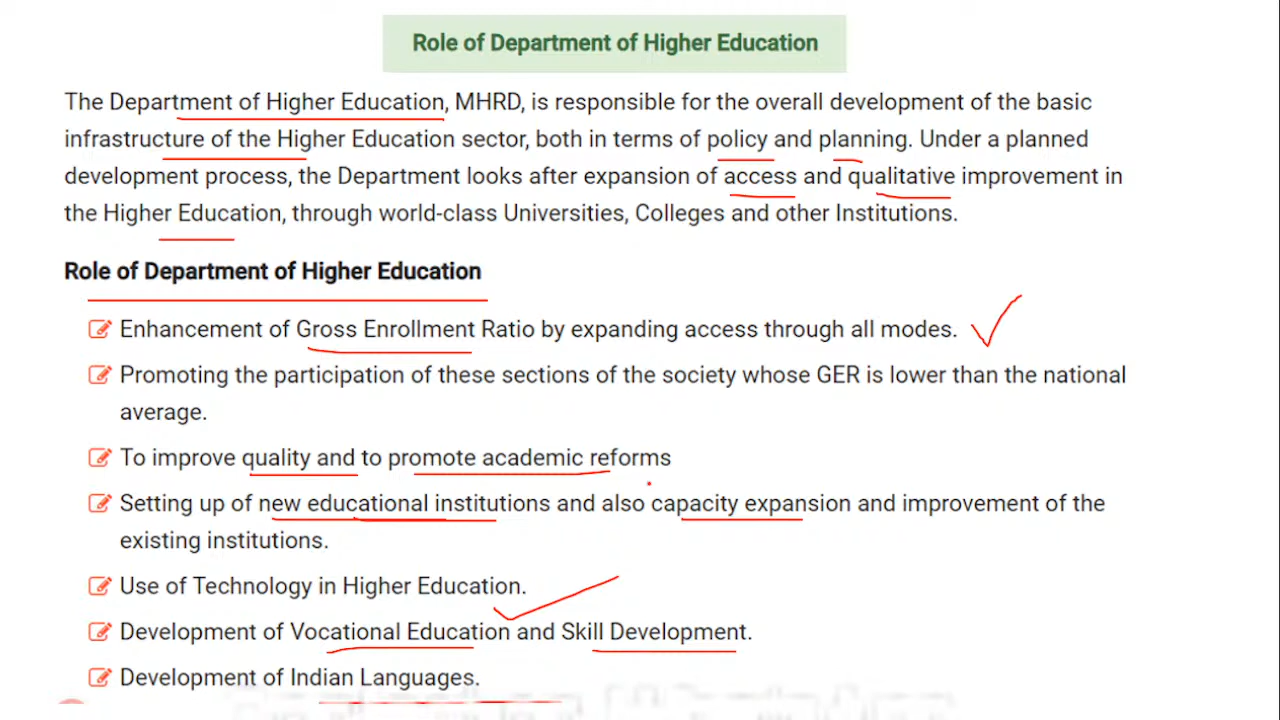 Role of Department of Higher Education
The Department of Higher Education, MHRD, is responsible for the overall development of the basic
infrastructure of the Higher Education sector, both in terms of policy and planning. Under a planned
development process, the Department looks after expansion of access and qualitative improvement in
the Higher Education, through world-class Universities, Colleges and other Institutions.
Role of Department of Higher Education
Enhancement of Gross Enrollment Ratio by expanding access through all modes.
Promoting the participation of these sections of the society whose GER is lower than the national
average.
To improve quality and to promote academic reforms
Setting up of new educational institutions and also capacity expansion and improvement of the
existing institutions.
Use of Technology in Higher Education.
Development of Vocational Education and Skill Development.
Development of Indian Languages.